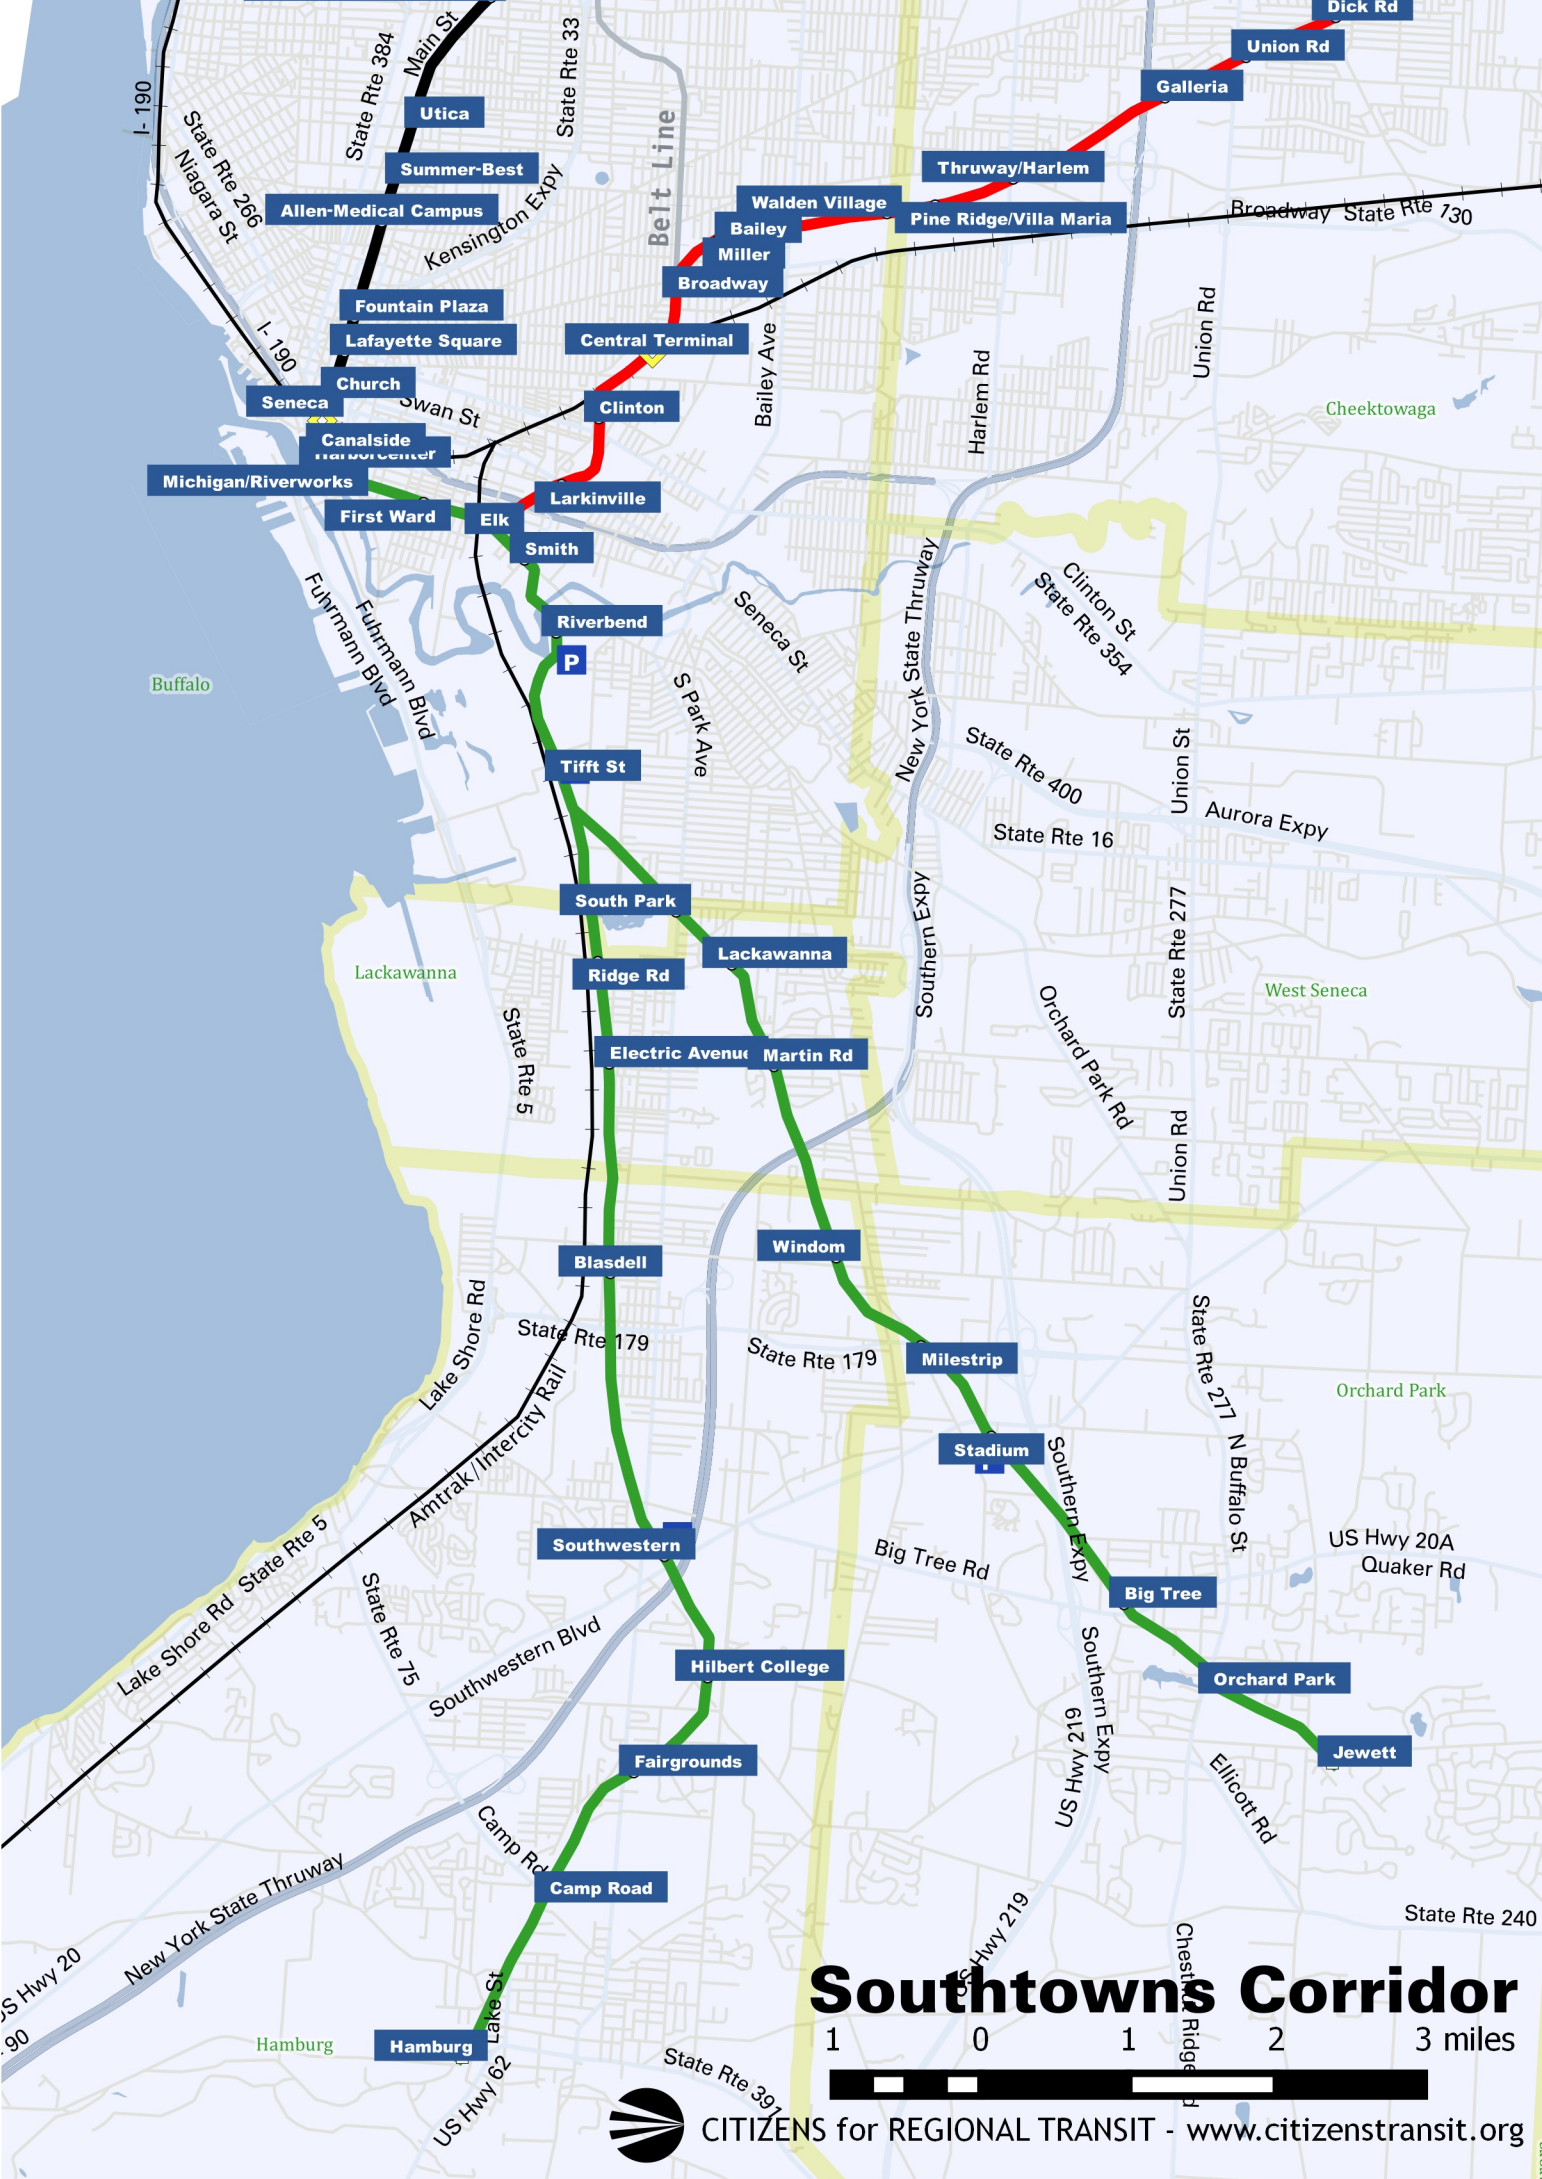 Dick Rd
Union Rd
Galleria
Main St
State Rte 384
State Rte 33
I- 190
Utica
Belt Line
State Rte 266
Niagara St
Summer-Best
Thruway/Harlem
Kensington Expy
Allen-Medical Campus
Walden Village
Pine Ridge/Villa Maria
Broadway State Rte 130
Bailey
Miller
Broadway
Fountain Plaza
Lafayette Square
Central Terminal
I- 190
Church
Seneca
Swan St
Clinton
Bailey Ave
Harlem Rd
Union Rd
Cheektowaga
Canalside
Harborcenter
Michigan/Riverworks
Larkinville
First Ward
Elk
Smith
Fuhrmann Blvd
Fuhrmann Blvd
Riverbend
P
Seneca St
New York State Thruway
Clinton St
State Rte 354
Buffalo
S Park Ave
Tifft St
State Rte 400
Union St
Aurora Expy
State Rte 16
South Park
Southern Expy
State Rte 277
Lackawanna
Lackawanna
Ridge Rd
West Seneca
State Rte 5
Electric Avenue
Martin Rd
Orchard Park Rd
Union Rd
Windom
Blasdell
Lake Shore Rd
State Rte 179
State Rte 179
Milestrip
State Rte 277
Orchard Park
Amtrak/Intercity Rail
Stadium
Southern Expy
N Buffalo St
Lake Shore Rd State Rte 5
Southwestern
Big Tree Rd
US Hwy 20A
Quaker Rd
State Rte 75
Southwestern Blvd
Big Tree
Hilbert College
Southern Expy
US Hwy 219
Orchard Park
Fairgrounds
Jewett
Ellicott Rd
Camp Rd
Camp Road
New York State Thruway
US Hwy 20
US Hwy 219
State Rte 240
Lake St
90
Hamburg
Hamburg
US Hwy 62
State Rte 391
Southtowns Corridor
1 0 1 2 3 miles
CITIZENS for REGIONAL TRANSIT - www.citizenstransit.org